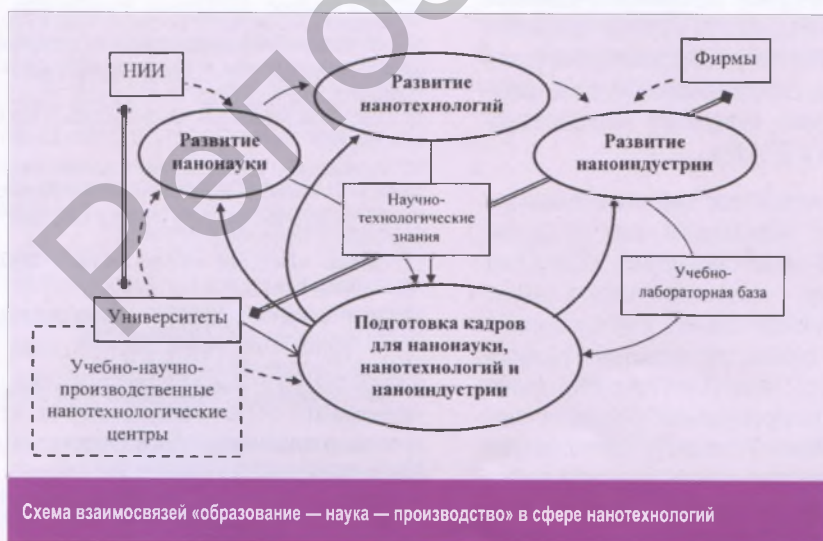 НИИ
Фирмы
Развитие
нанотехнологий
Развитие
нанонауки
Развитие
наноиндустрии
Научно-
технологические
знания
Учебно-
лабораторная база
Университеты
Подготовка кадров
для нанонауки,
нанотехнологий и
наноиндустрии
Учебно-научно-
производственные
нанотехнологические
центры
Схема взаимосвязей «образование — наука — производство» в сфере нанотехнологий
Репоз